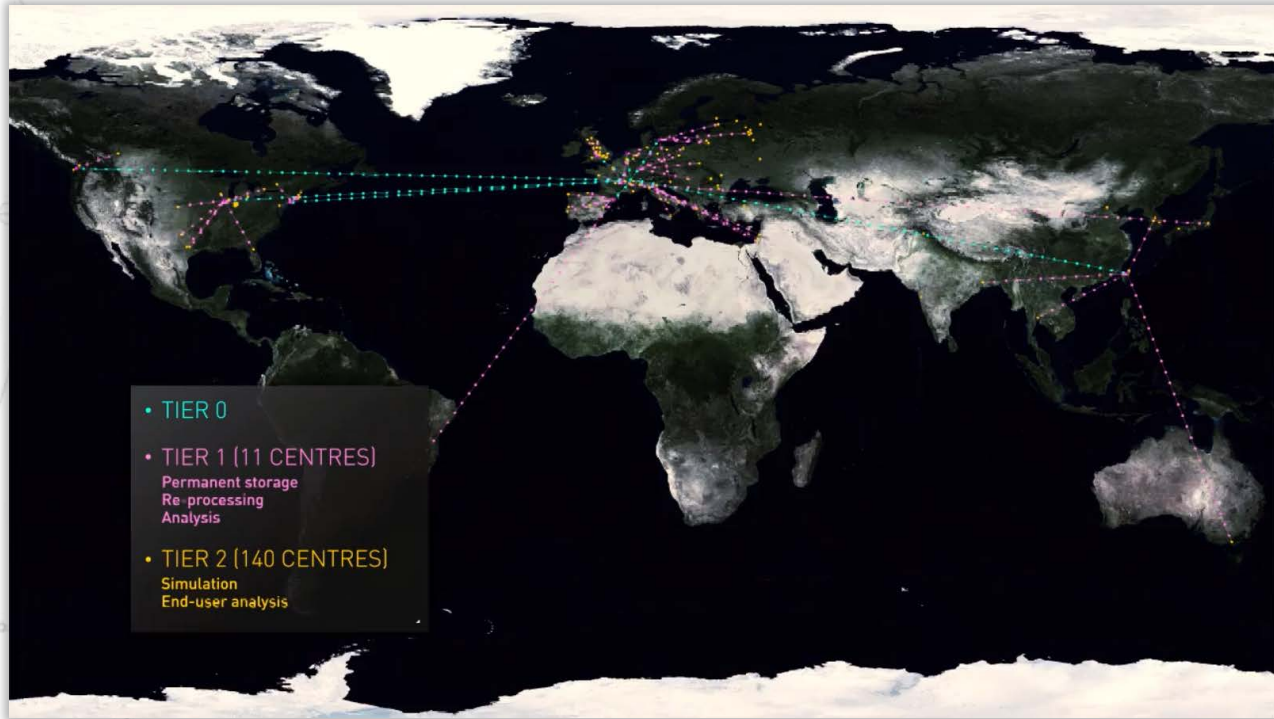 • TIER 0
• TIER 1 (11 CENTRES)
Permanent storage
Re-processing
Analysis
• TIER 2 (140 CENTRES)
Simulation
End-user analysis